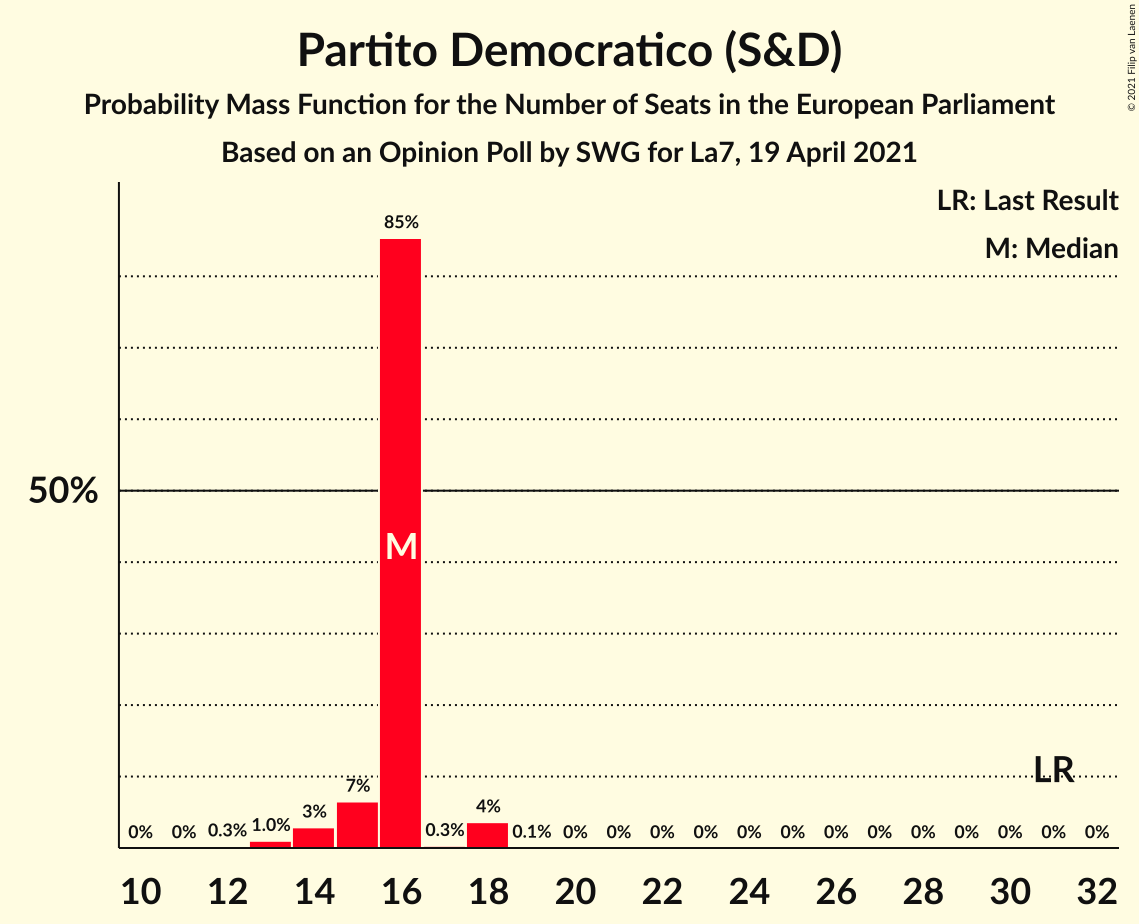 Partito Democratico (S&D)
Probability Mass Function for the Number of Seats in the European Parliament
Based on an Opinion Poll by SWG for La7, 19 April 2021
© 2021 Filip van Laenen
LR: Last Result
M: Median
85%
50%
M
LR
0% 0% 0.3% 1.0% 3% 7% 0.3% 4% 0.1% 0% 0% 0% 0% 0% 0% 0% 0% 0% 0% 0% 0% 0%
10 12 14 16 18 20 22 24 26 28 30 32